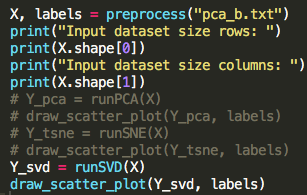 X, labels = preprocess("pca_b.txt")
print("Input dataset size rows: ")
print(X.shape[0])
print("Input dataset size columns: ")
print(X.shape[1])
# Y_pca = runPCA(X)
# draw_scatter_plot(Y_pca, labels)
# Y_tsne = runSNE(X)
# draw_scatter_plot(Y_tsne, labels)
Y_svd = runSVD(X)
draw_scatter_plot(Y_svd, labels)